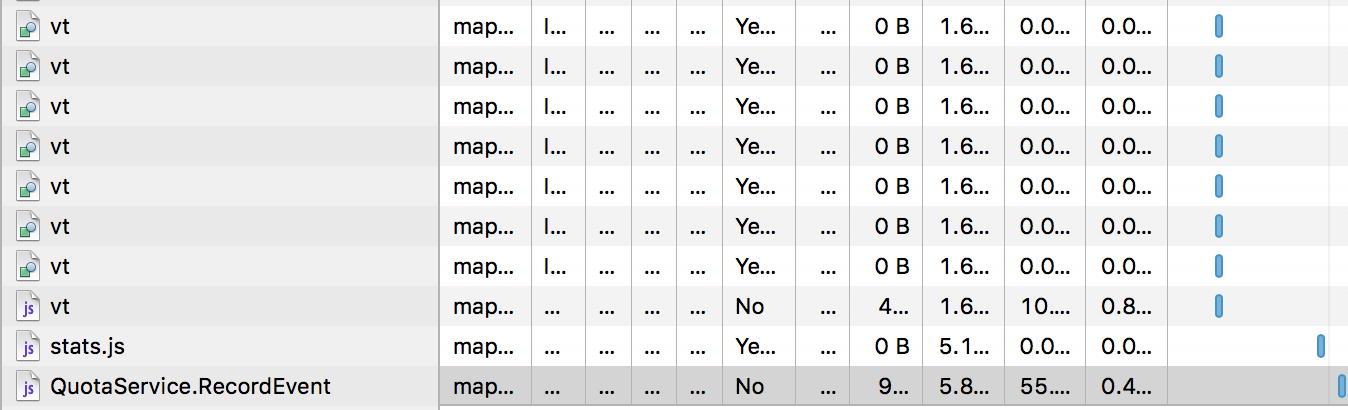 vt map... I... ... ... ... Ye... ... 0 B 1.6... 0.0... 0.0...
vt map... I... ... ... ... Ye... ... 0 B 1.6... 0.0... 0.0...
vt map... I... ... ... ... Ye... ... 0 B 1.6... 0.0... 0.0...
vt map... I... ... ... ... Ye... ... 0 B 1.6... 0.0... 0.0...
vt map... I... ... ... ... Ye... ... 0 B 1.6... 0.0... 0.0...
vt map... I... ... ... ... Ye... ... 0 B 1.6... 0.0... 0.0...
vt map... I... ... ... ... Ye... ... 0 B 1.6... 0.0... 0.0...
js vt map... ... ... ... ... No ... 4... 1.6... 10.... 0.8...
js stats.js map... ... ... ... ... Ye... ... 0 B 5.1... 0.0... 0.0...
js QuotaService.RecordEvent map... ... ... ... ... No ... 9... 5.8... 55.... 0.4...